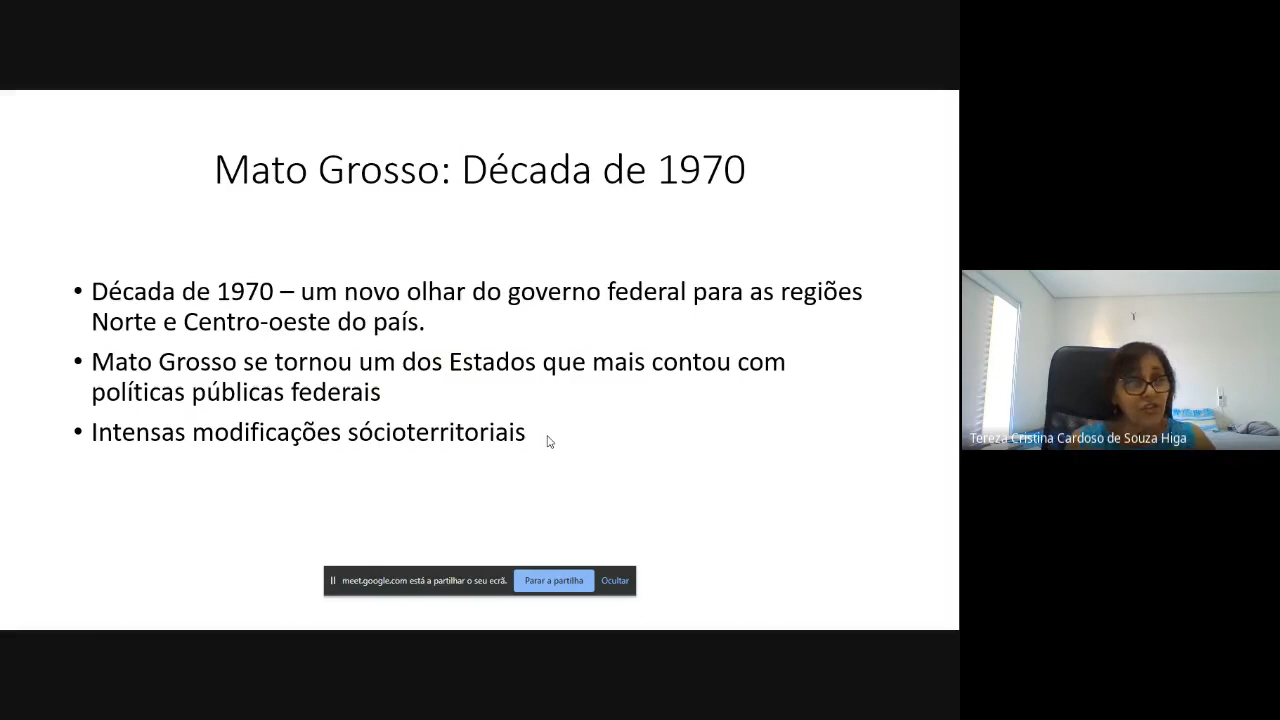 Mato Grosso: Década de 1970
• Década de 1970 – um novo olhar do governo federal para as regiões
Norte e Centro-oeste do país.
• Mato Grosso se tornou um dos Estados que mais contou com
políticas públicas federais
• Intensas modificações sócioterritoriais
meet.google.com está a partilhar o seu ecrã. Parar a partilha Ocultar
Tereza Cristina Cardoso de Souza Higa